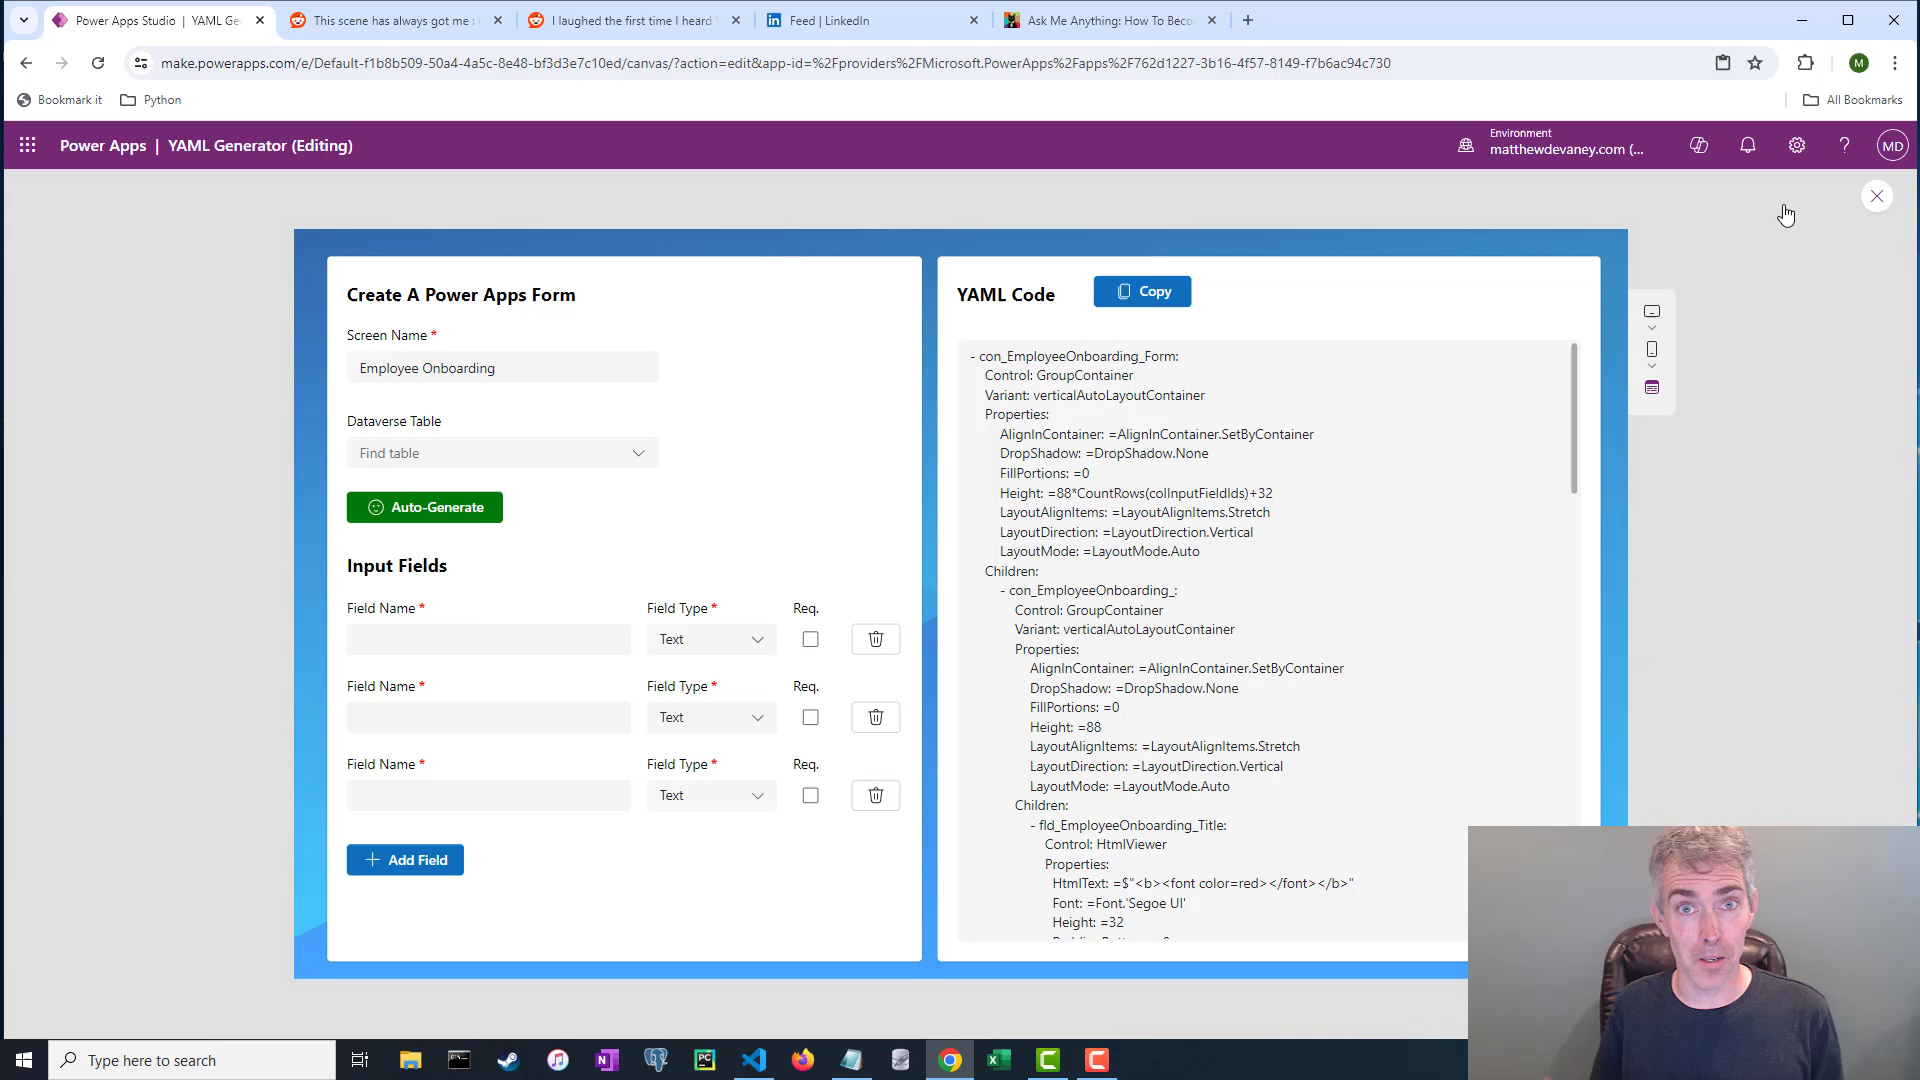 Power Apps Studio | YAML Gene
This scene has always got me :
I laughed the first time I heard
Feed | LinkedIn
Ask Me Anything: How To Beco
make.powerapps.com/e/Default-f1b8b509-50a4-4a5c-8e48-bf3d3e7c10ed/canvas/?action=edit&app-id=%2Fproviders%2FMicrosoft.PowerApps%2Fapps%2F762d1227-3b16-4f57-8149-f7b6ac94c730
M
Bookmark it
Python
All Bookmarks
Power Apps | YAML Generator (Editing)
Environment
matthewdevaney.com (...
MD
Create A Power Apps Form
Screen Name *
Employee Onboarding
Dataverse Table
Find table
Auto-Generate
Input Fields
Field Name * Field Type * Req.
Text
Field Name * Field Type * Req.
Text
Field Name * Field Type * Req.
Text
Add Field
YAML Code
Copy
- con_EmployeeOnboarding_Form:
Control: GroupContainer
Variant: verticalAutoLayoutContainer
Properties:
AlignInContainer: =AlignInContainer.SetByContainer
DropShadow: =DropShadow.None
FillPortions: =0
Height: =88*CountRows(colInputFieldIds)+32
LayoutAlignItems: =LayoutAlignItems.Stretch
LayoutDirection: =LayoutDirection.Vertical
LayoutMode: =LayoutMode.Auto
Children:
- con_EmployeeOnboarding_:
Control: GroupContainer
Variant: verticalAutoLayoutContainer
Properties:
AlignInContainer: =AlignInContainer.SetByContainer
DropShadow: =DropShadow.None
FillPortions: =0
Height: =88
LayoutAlignItems: =LayoutAlignItems.Stretch
LayoutDirection: =LayoutDirection.Vertical
LayoutMode: =LayoutMode.Auto
Children:
- fld_EmployeeOnboarding_Title:
Control: HtmlViewer
Properties:
HtmlText: =$"<b><font color=red></font></b>"
Font: =Font.'Segoe UI'
Height: =32
Type here to search